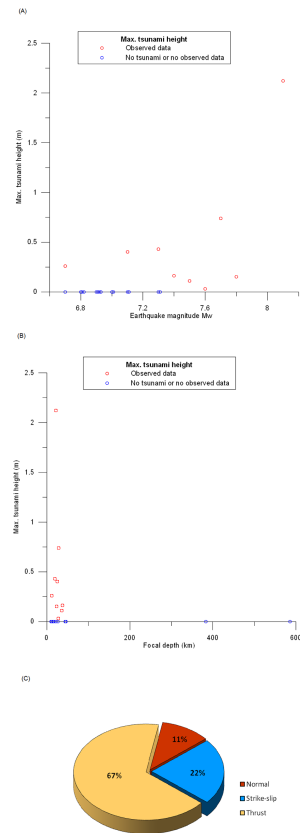 (A)
Max. tsunami height
Observed data
No tsunami or no observed data
Max. tsunami height (m)
2.5
2
1.5
1
0.5
0
6.8
7.2
7.6
8
Earthquake magnitude Mw
(B)
Max. tsunami height
Observed data
No tsunami or no observed data
Max. tsunami height (m)
2.5
2
1.5
1
0.5
0
0
200
400
600
Focal depth (km)
(C)
11%
22%
67%
Normal
Strike-slip
Thrust